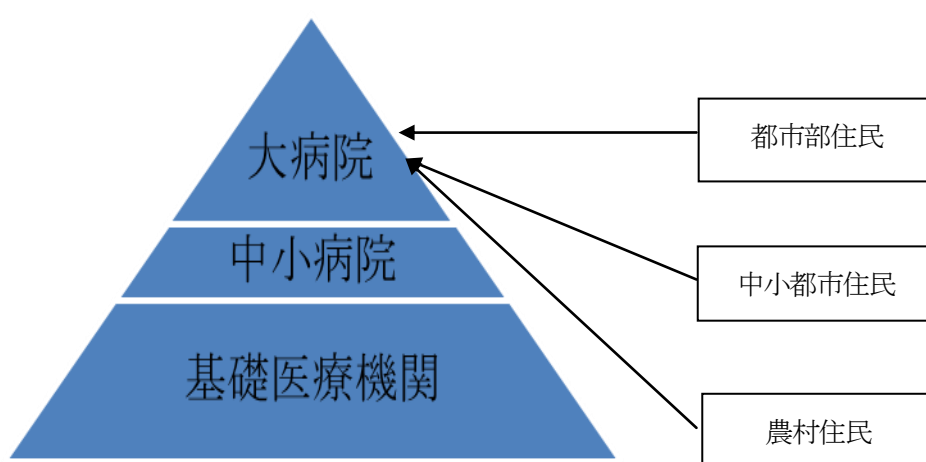 大病院
中小病院
基礎医療機関
都市部住民
中小都市住民
農村住民